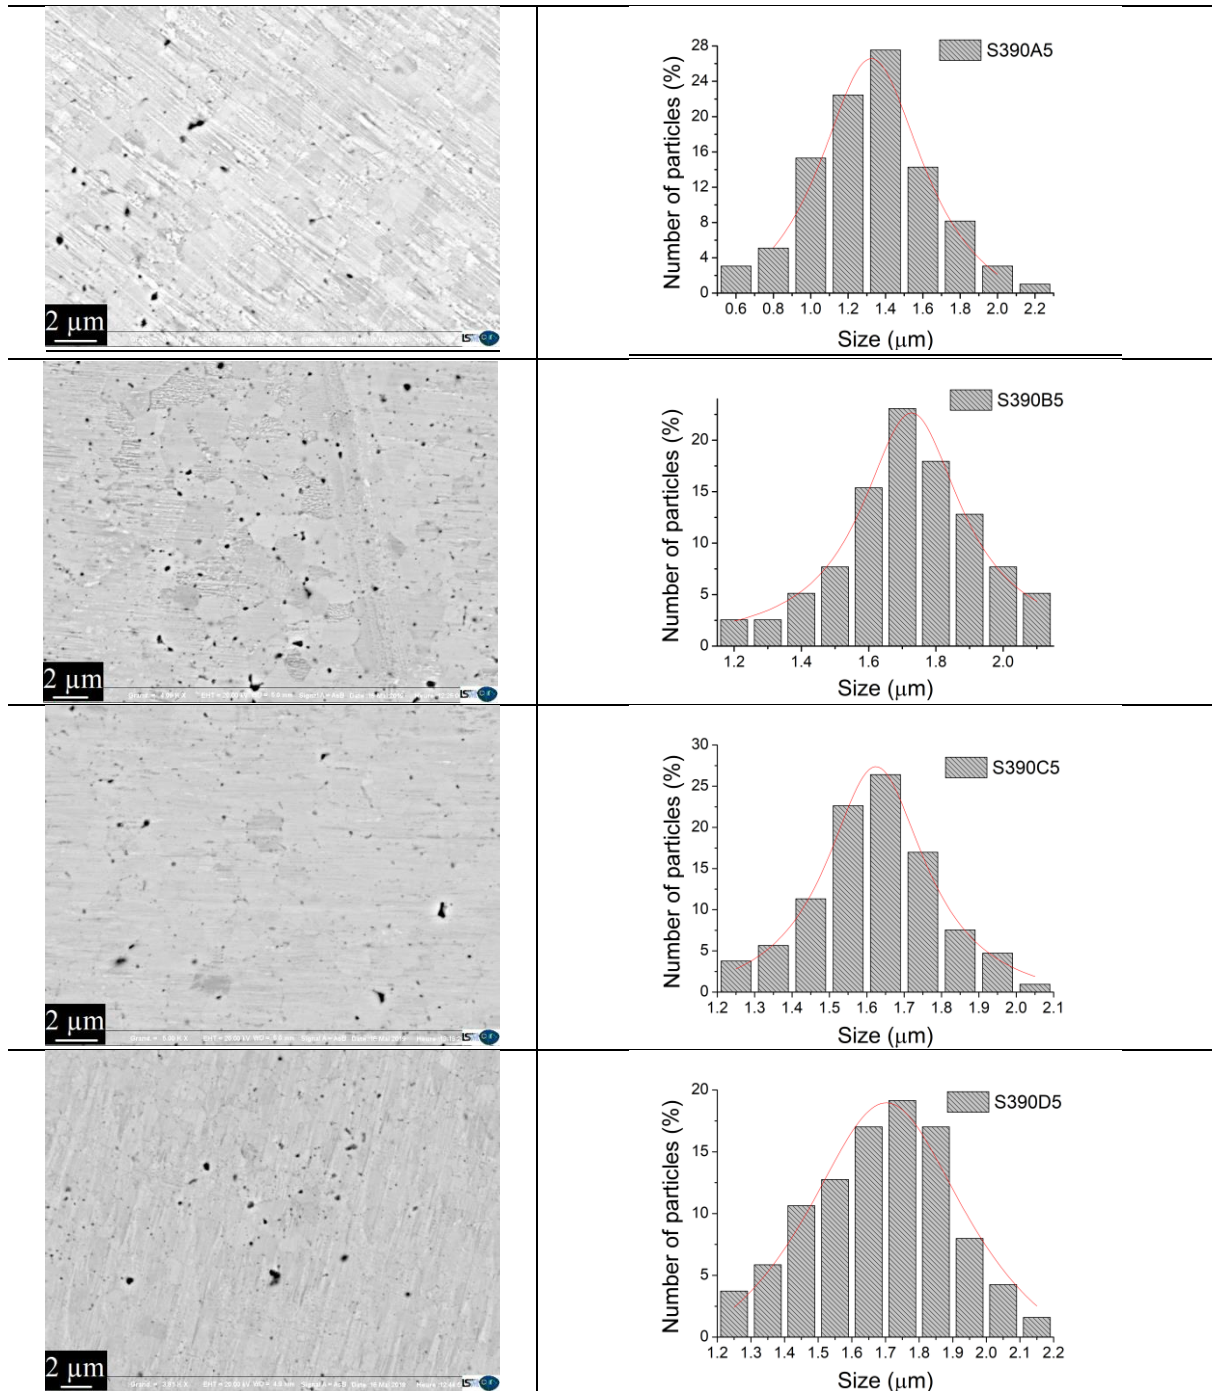 2 µm
28
24
20
16
12
8
4
0
Number of particles (%)
S390A5
0.6 0.8 1.0 1.2 1.4 1.6 1.8 2.0 2.2
Size (µm)
2 µm
20
15
10
5
0
Number of particles (%)
S390B5
1.2 1.4 1.6 1.8 2.0
Size (µm)
2 µm
30
25
20
15
10
5
0
Number of particles (%)
S390C5
1.2 1.3 1.4 1.5 1.6 1.7 1.8 1.9 2.0 2.1
Size (µm)
2 µm
20
15
10
5
0
Number of particles (%)
S390D5
1.2 1.3 1.4 1.5 1.6 1.7 1.8 1.9 2.0 2.1 2.2
Size (µm)